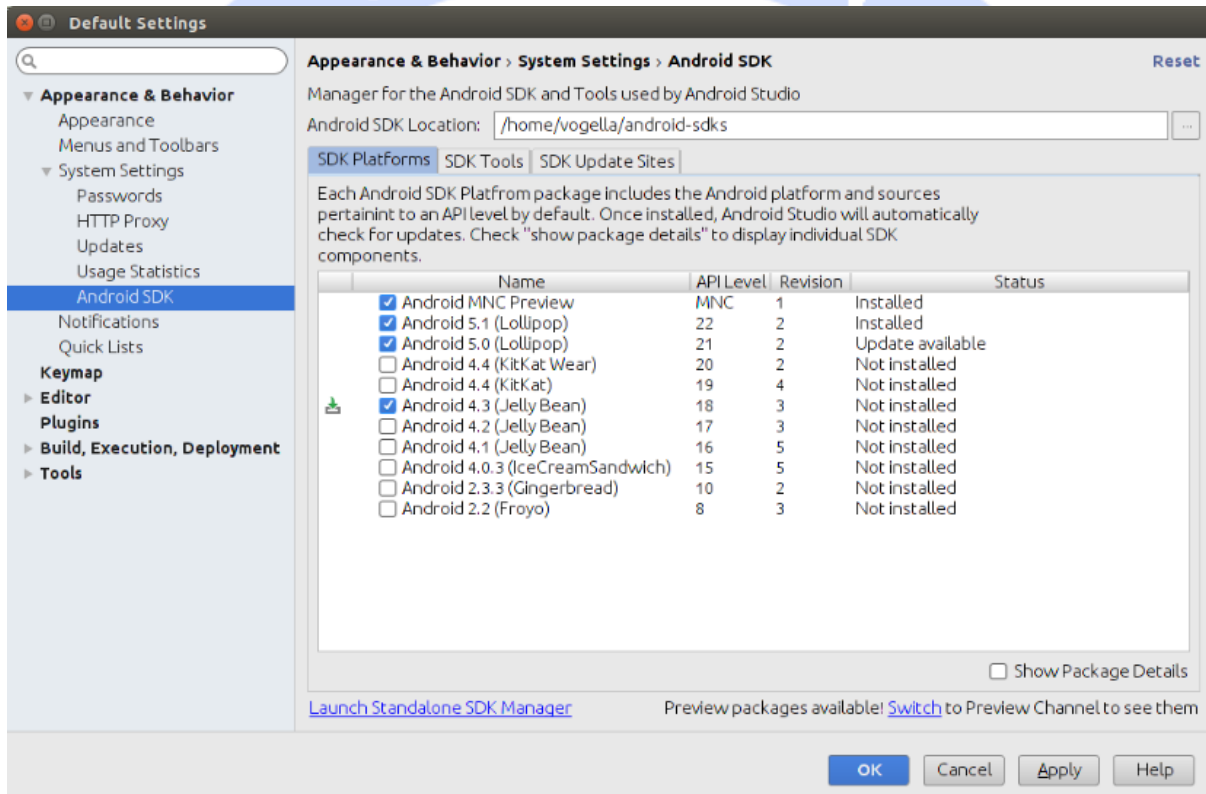 Default Settings
Appearance & Behavior › System Settings › Android SDK
Reset
Manager for the Android SDK and Tools used by Android Studio
Android SDK Location: /home/vogella/android-sdks ...
Appearance & Behavior
Appearance
Menus and Toolbars
System Settings
Passwords
HTTP Proxy
Updates
Usage Statistics
Android SDK
Notifications
Quick Lists
Keymap
Editor
Plugins
Build, Execution, Deployment
Tools
SDK Platforms SDK Tools SDK Update Sites
Each Android SDK Platfrom package includes the Android platform and sources
pertainint to an API level by default. Once installed, Android Studio will automatically
check for updates. Check "show package details" to display individual SDK
components.
Name API Level Revision Status
Android MNC Preview MNC 1 Installed
Android 5.1 (Lollipop) 22 2 Installed
Android 5.0 (Lollipop) 21 2 Update available
Android 4.4 (KitKat Wear) 20 2 Not installed
Android 4.4 (KitKat) 19 4 Not installed
Android 4.3 (Jelly Bean) 18 3 Not installed
Android 4.2 (Jelly Bean) 17 3 Not installed
Android 4.1 (Jelly Bean) 16 5 Not installed
Android 4.0.3 (IceCreamSandwich) 15 5 Not installed
Android 2.3.3 (Gingerbread) 10 2 Not installed
Android 2.2 (Froyo) 8 3 Not installed
Show Package Details
Launch Standalone SDK Manager
Preview packages available! Switch to Preview Channel to see them
OK Cancel Apply Help